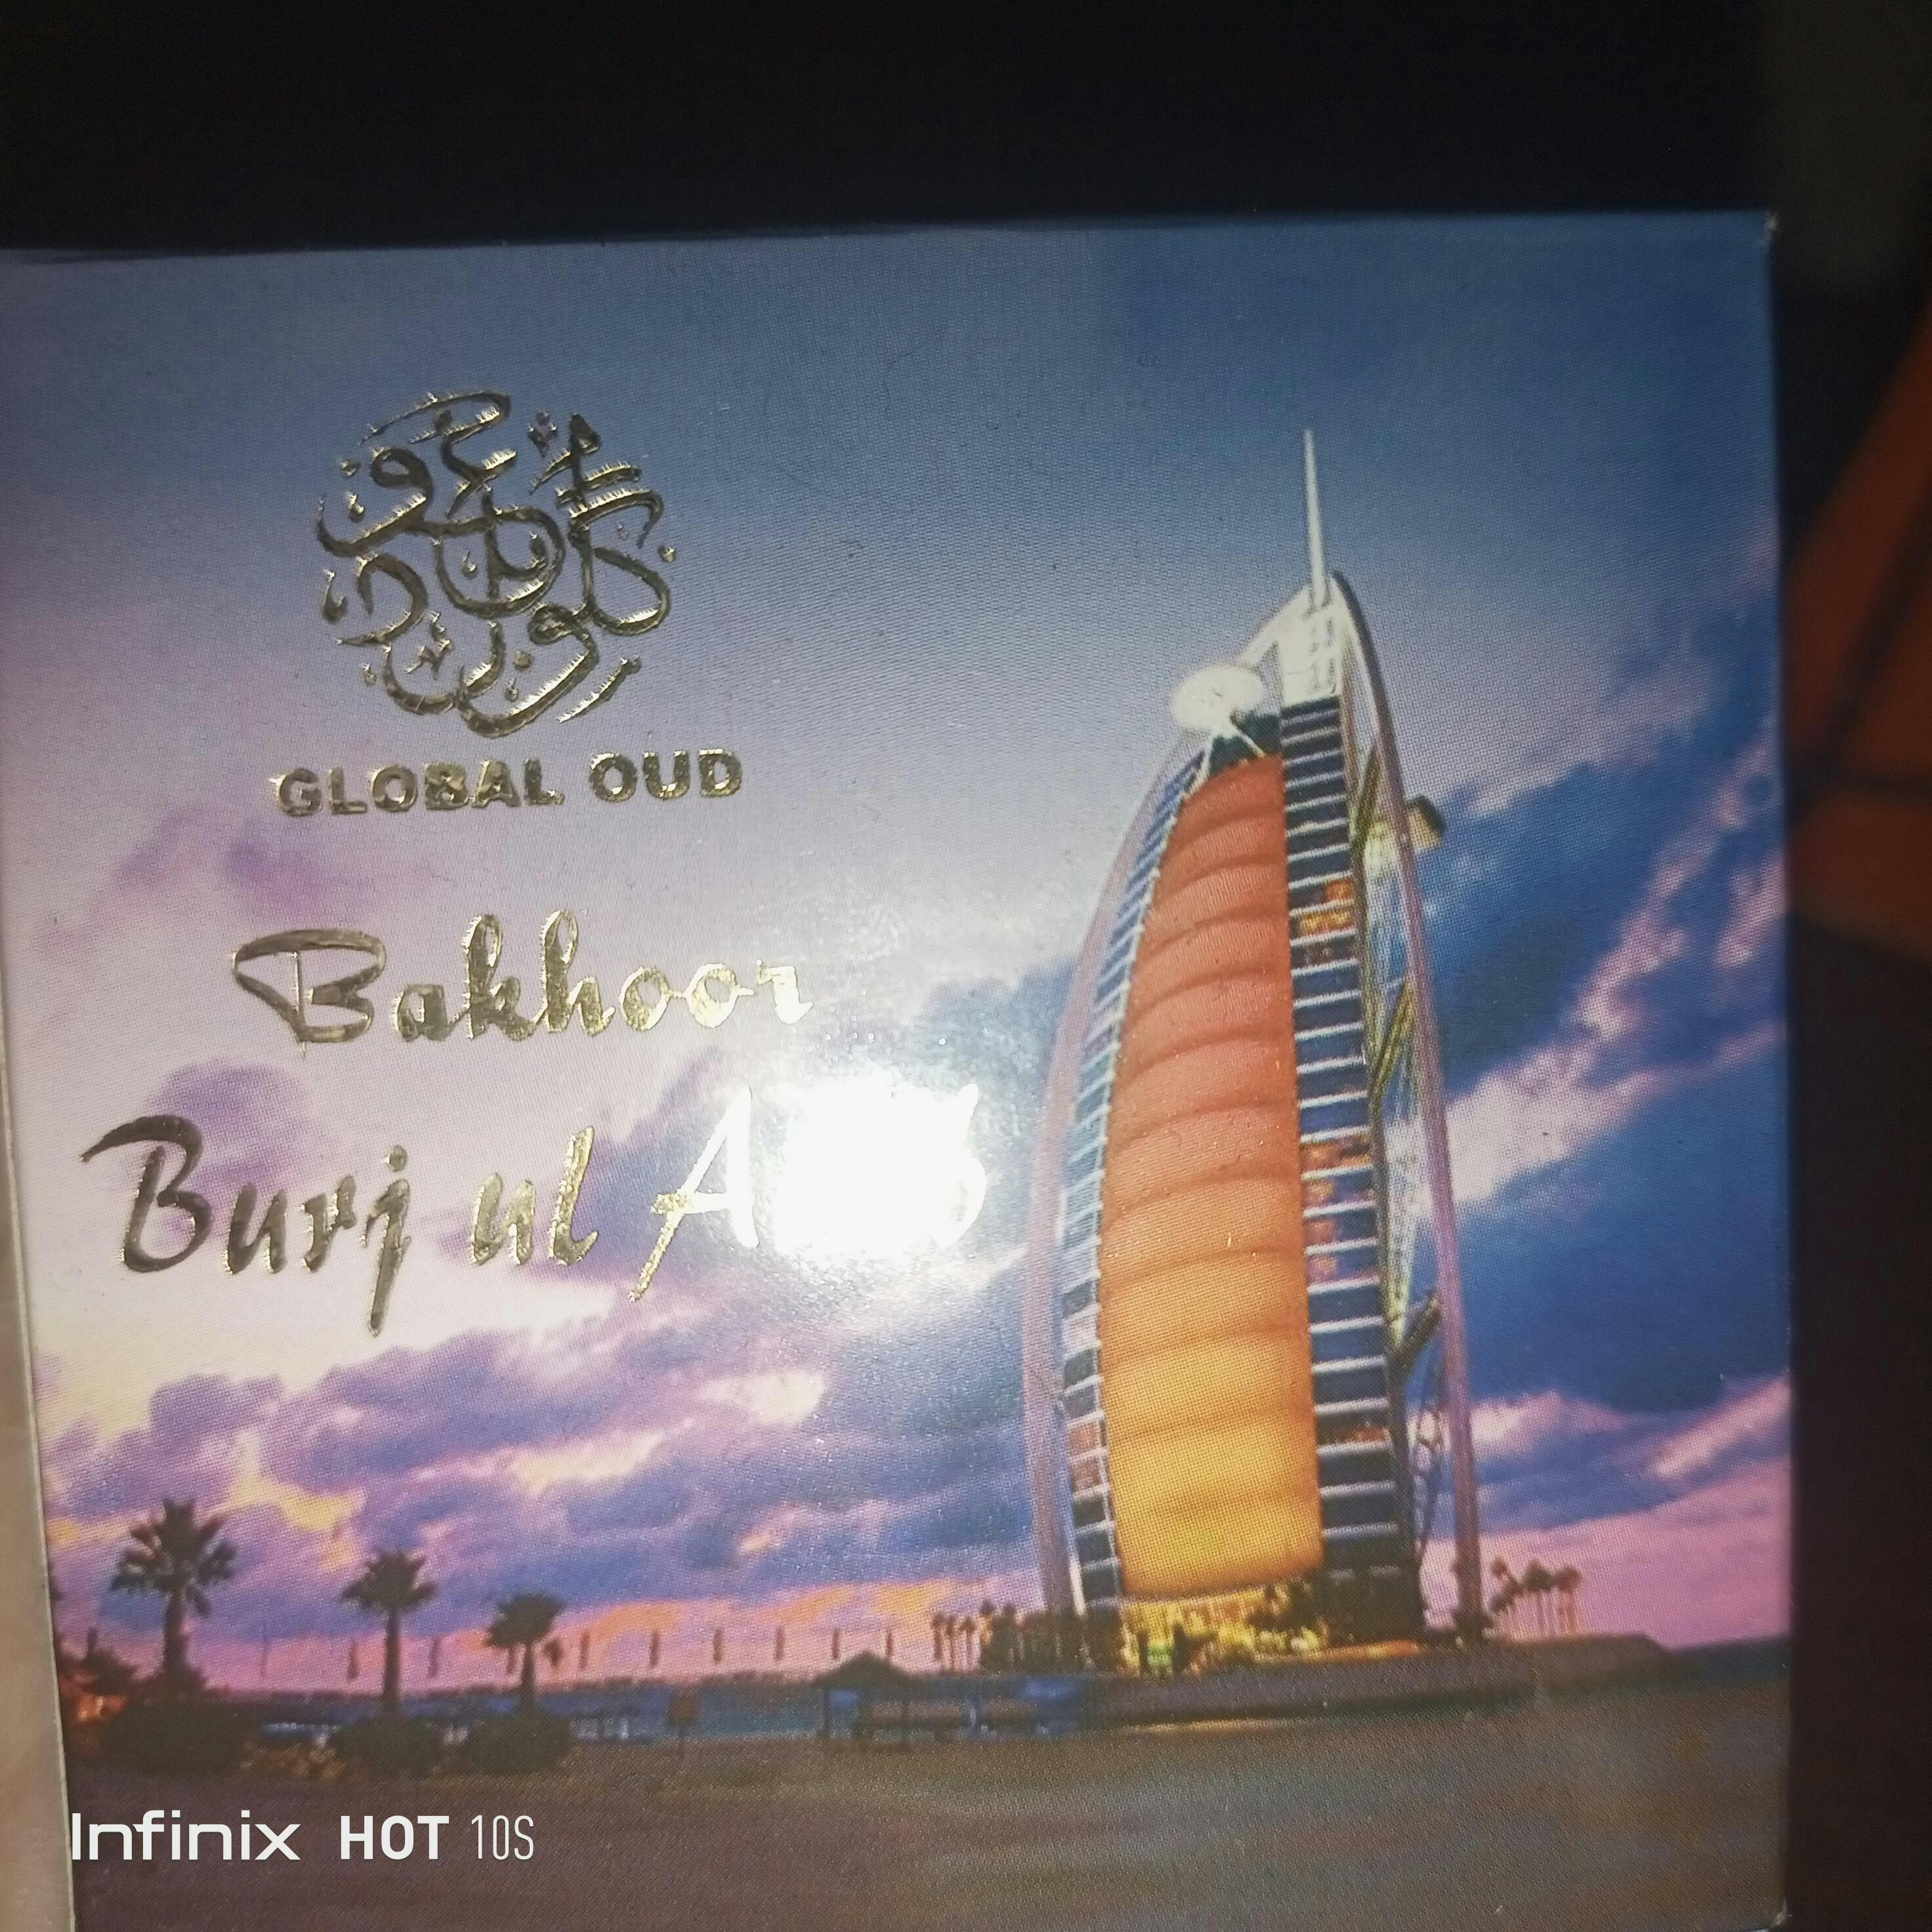 GLOBAL OUD
Bakhoor
Burj ul
Infinix HOT 10S